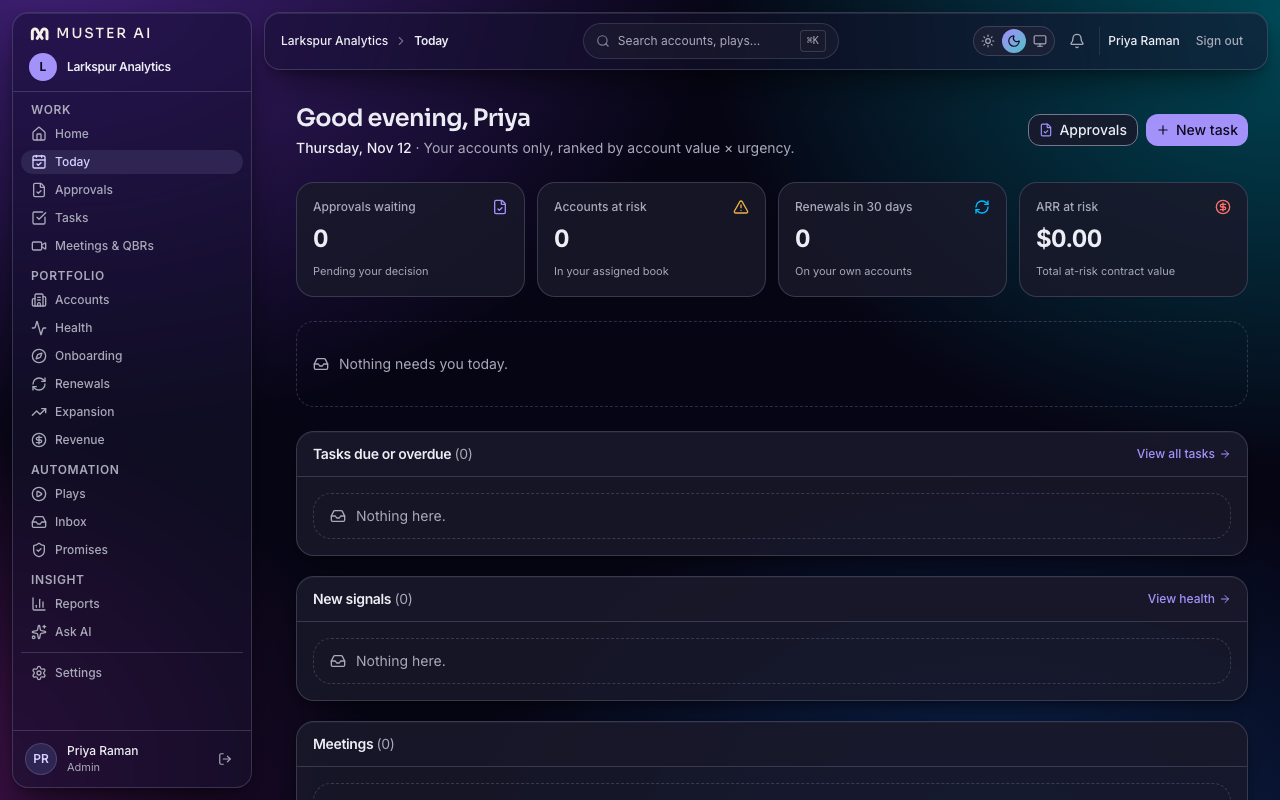 MUSTER AI
L
Larkspur Analytics
WORK
Home
Today
Approvals
Tasks
Meetings & QBRs
PORTFOLIO
Accounts
Health
Onboarding
Renewals
Expansion
Revenue
AUTOMATION
Plays
Inbox
Promises
INSIGHT
Reports
Ask AI
Settings
PR
Priya Raman
Admin
Larkspur Analytics > Today
Search accounts, plays... ⌘K
Priya Raman
Sign out
Good evening, Priya
Thursday, Nov 12 · Your accounts only, ranked by account value × urgency.
Approvals
New task
Approvals waiting
0
Pending your decision
Accounts at risk
0
In your assigned book
Renewals in 30 days
0
On your own accounts
ARR at risk
$0.00
Total at-risk contract value
Nothing needs you today.
Tasks due or overdue (0)
View all tasks →
Nothing here.
New signals (0)
View health →
Nothing here.
Meetings (0)